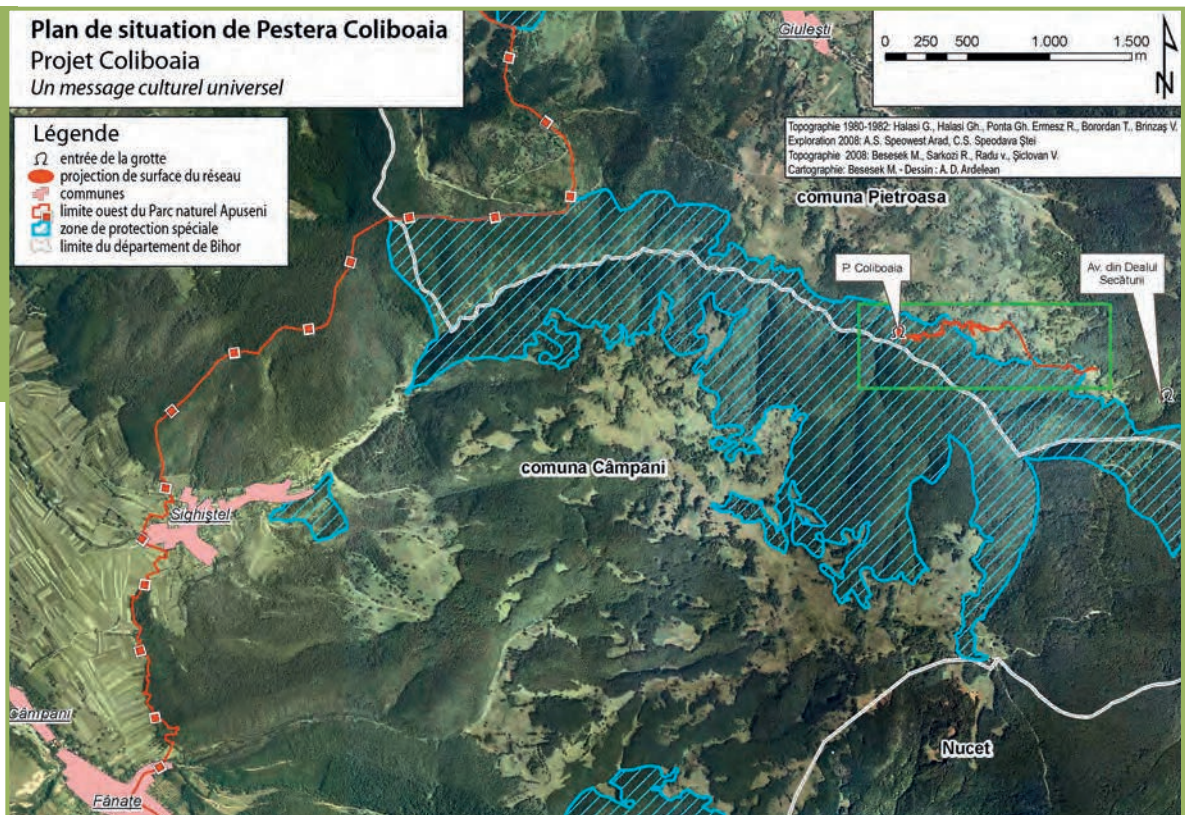 Plan de situation de Pestera Coliboaia
Projet Coliboaia
Un message culturel universel
Giuleşti
0 250 500 1.000 1.500
m
N
Légende
entrée de la grotte
projection de surface du réseau
communes
limite ouest du Parc naturel Apuseni
zone de protection spéciale
limite du département de Bihor
Topographie 1980-1982: Halasi G., Halasi Gh., Ponta Gh. Ermesz R., Borordan T., Brinzaş V.
Exploration 2008: A.S. Speowest Arad, C.S. Speodava Ştei
Topographie 2008: Besesek M., Sarkozi R., Radu v., Şiclovan V.
Cartographie: Besesek M. - Dessin : A. D. Ardelean
comuna Pietroasa
P. Coliboaia
Av. din Dealul
Secăturii
comuna Câmpani
Sighiştel
Câmpani
Nucet
Fânaţe